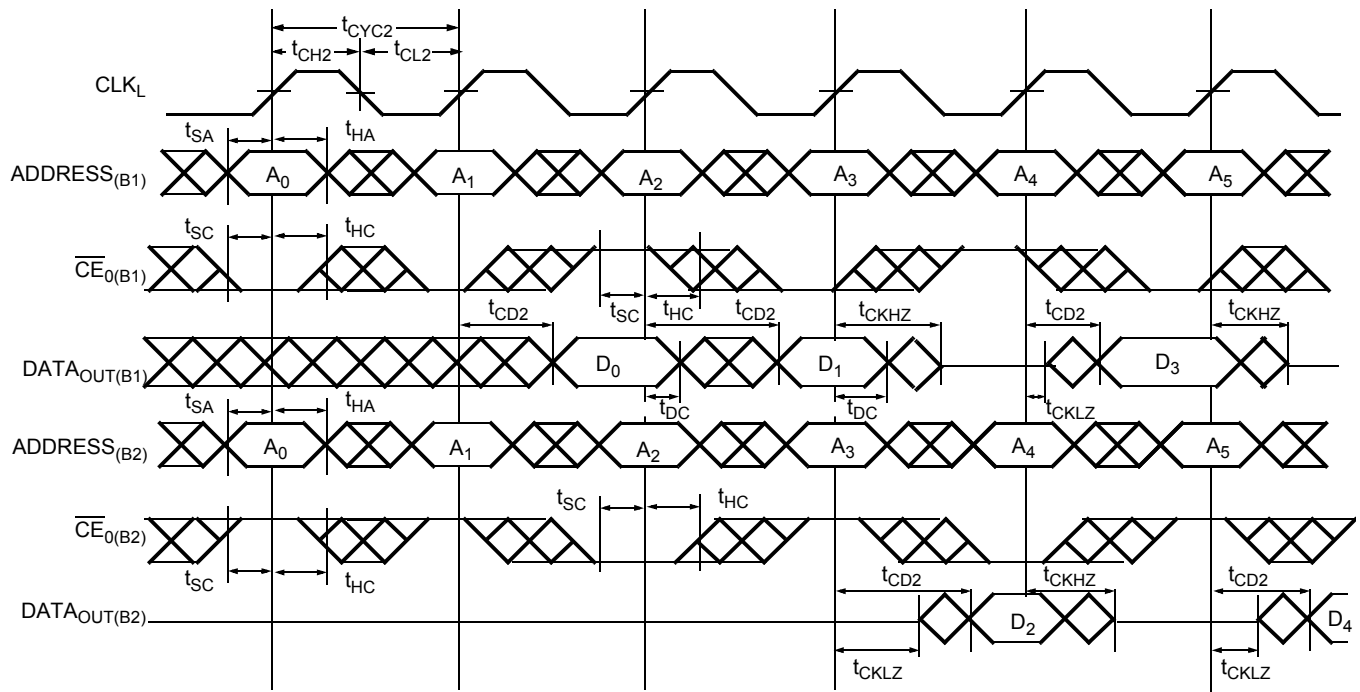 tCYC2
tCH2 tCL2
CLKL
tSA tHA
ADDRESS(B1) A0 A1 A2 A3 A4 A5
tSC tHC
CE0(B1)
tSC tHC
tCD2 tCD2 tCKHZ tCD2 tCKHZ
DATAOUT(B1) D0 D1 D3
tSA tHA tDC tDC tCKLZ
ADDRESS(B2) A0 A1 A2 A3 A4 A5
tSC tHC
CE0(B2)
tSC tHC
tCD2 tCKHZ tCD2
DATAOUT(B2) D2 D4
tCKLZ tCKLZ